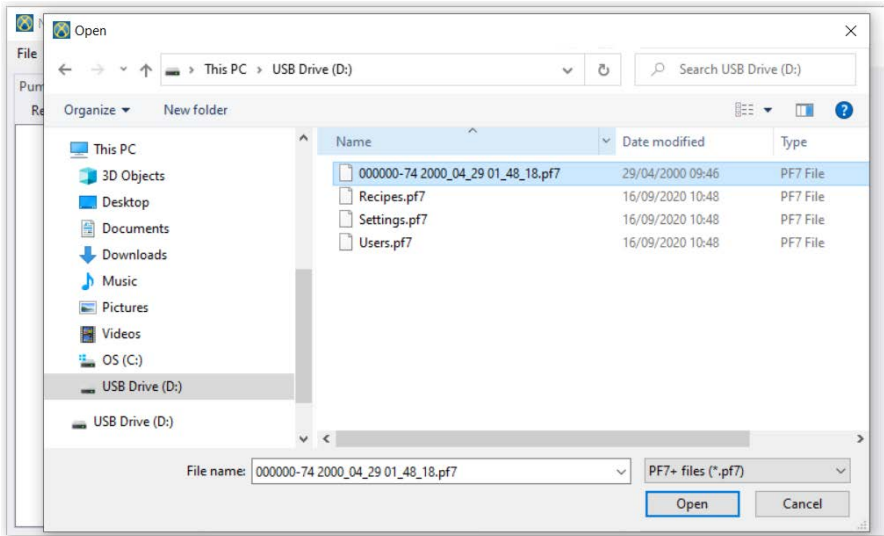 Open
File
This PC > USB Drive (D:)
Search USB Drive (D:)
Organize
New folder
This PC
3D Objects
Desktop
Documents
Downloads
Music
Pictures
Videos
OS (C:)
USB Drive (D:)
USB Drive (D:)
Name Date modified Type
000000-74 2000_04_29 01_48_18.pf7 29/04/2000 09:46 PF7 File
Recipes.pf7 16/09/2020 10:48 PF7 File
Settings.pf7 16/09/2020 10:48 PF7 File
Users.pf7 16/09/2020 10:48 PF7 File
File name: 000000-74 2000_04_29 01_48_18.pf7 PF7+ files (*.pf7)
Open Cancel